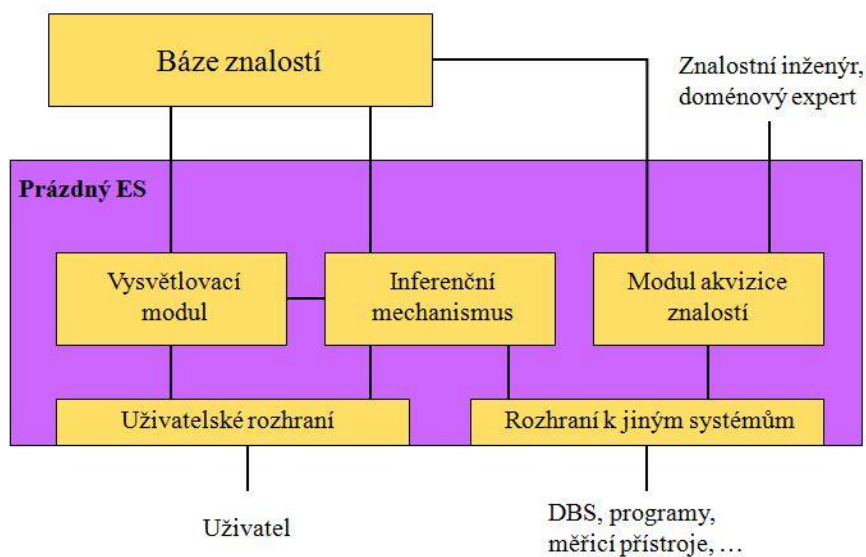 Báze znalostí
Znalostní inženýr,
doménový expert
Prázdný ES
Vysvětlovací
modul
Inferenční
mechanismus
Modul akvizice
znalostí
Uživatelské rozhraní
Rozhraní k jiným systémům
Uživatel
DBS, programy,
měřicí přístroje, …